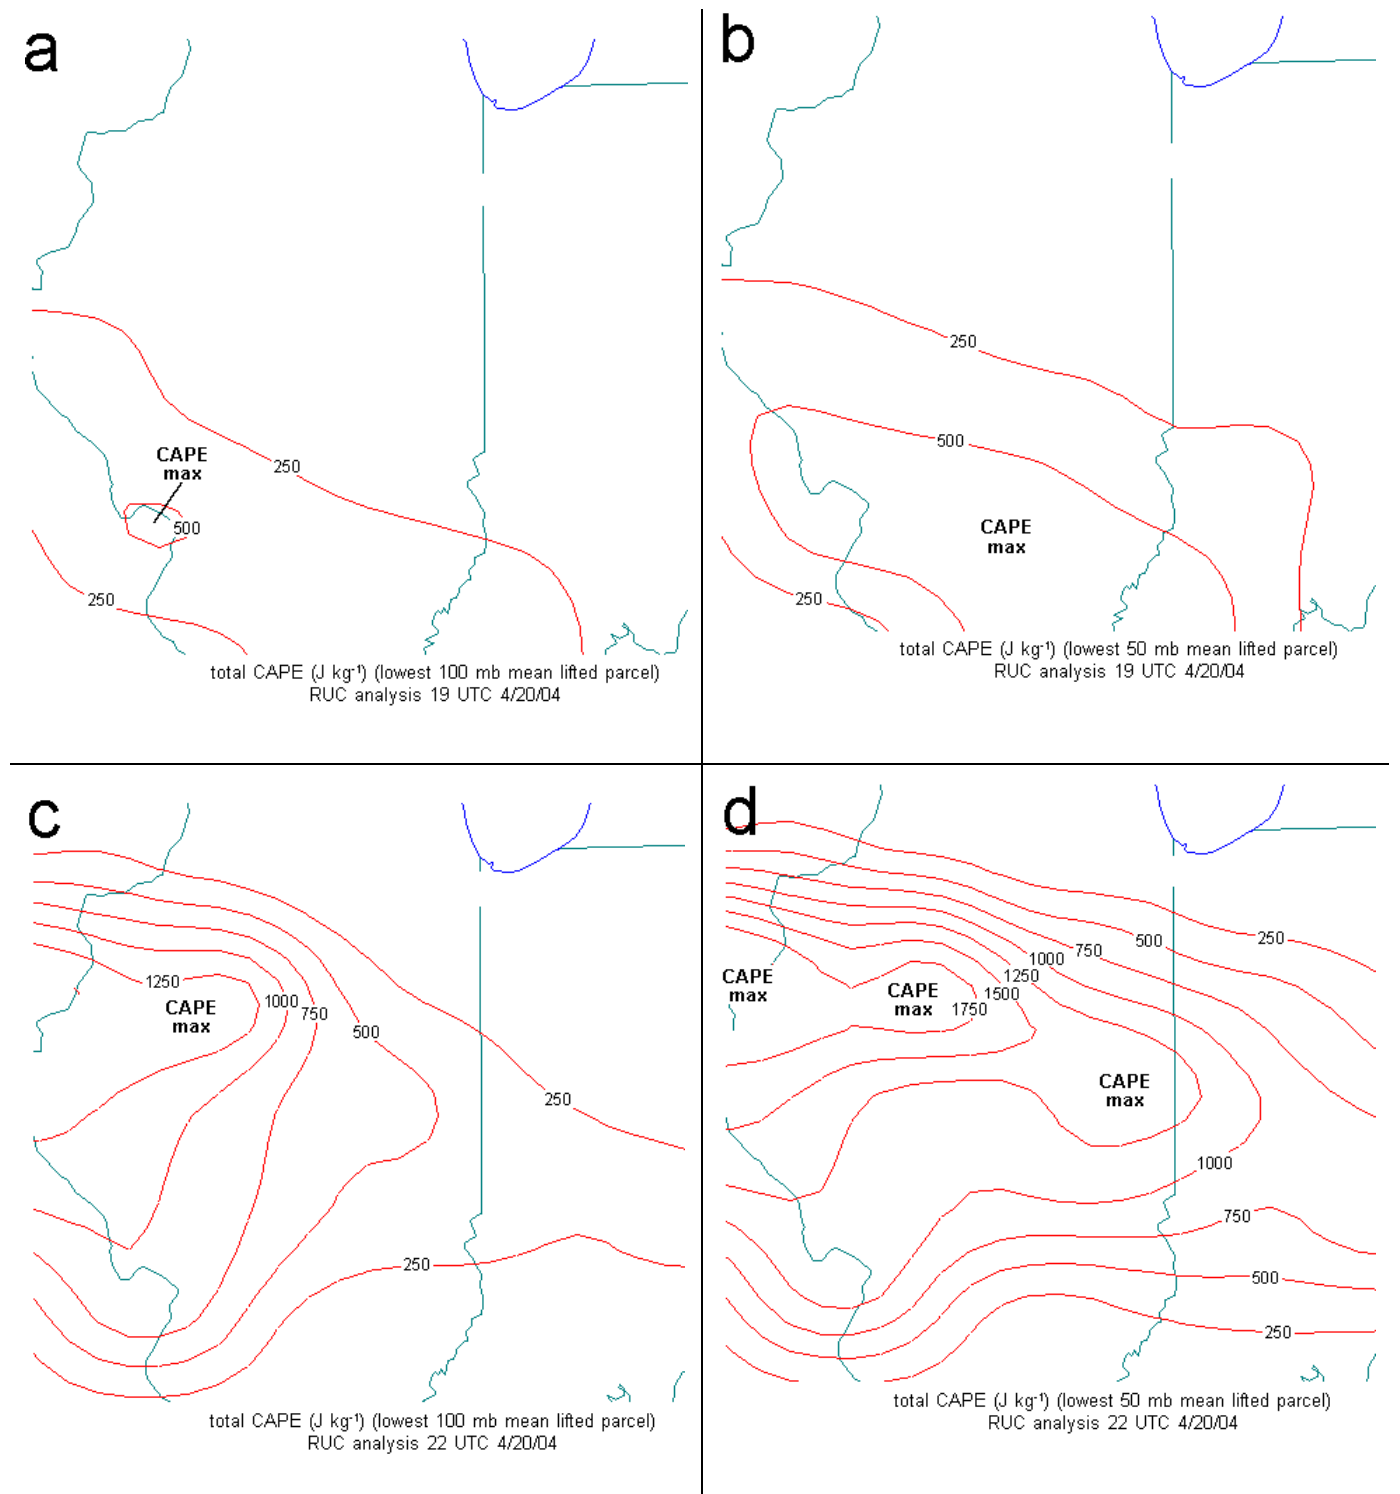 a
CAPE
max
250
500
250
total CAPE (J kg⁻¹) (lowest 100 mb mean lifted parcel)
RUC analysis 19 UTC 4/20/04
b
250
500
CAPE
max
250
total CAPE (J kg⁻¹) (lowest 50 mb mean lifted parcel)
RUC analysis 19 UTC 4/20/04
c
1250
CAPE
max
1000
750
500
250
250
total CAPE (J kg⁻¹) (lowest 100 mb mean lifted parcel)
RUC analysis 22 UTC 4/20/04
d
250
500
750
1000
1250
1500
1750
CAPE
max
CAPE
max
CAPE
max
1000
750
500
250
total CAPE (J kg⁻¹) (lowest 50 mb mean lifted parcel)
RUC analysis 22 UTC 4/20/04